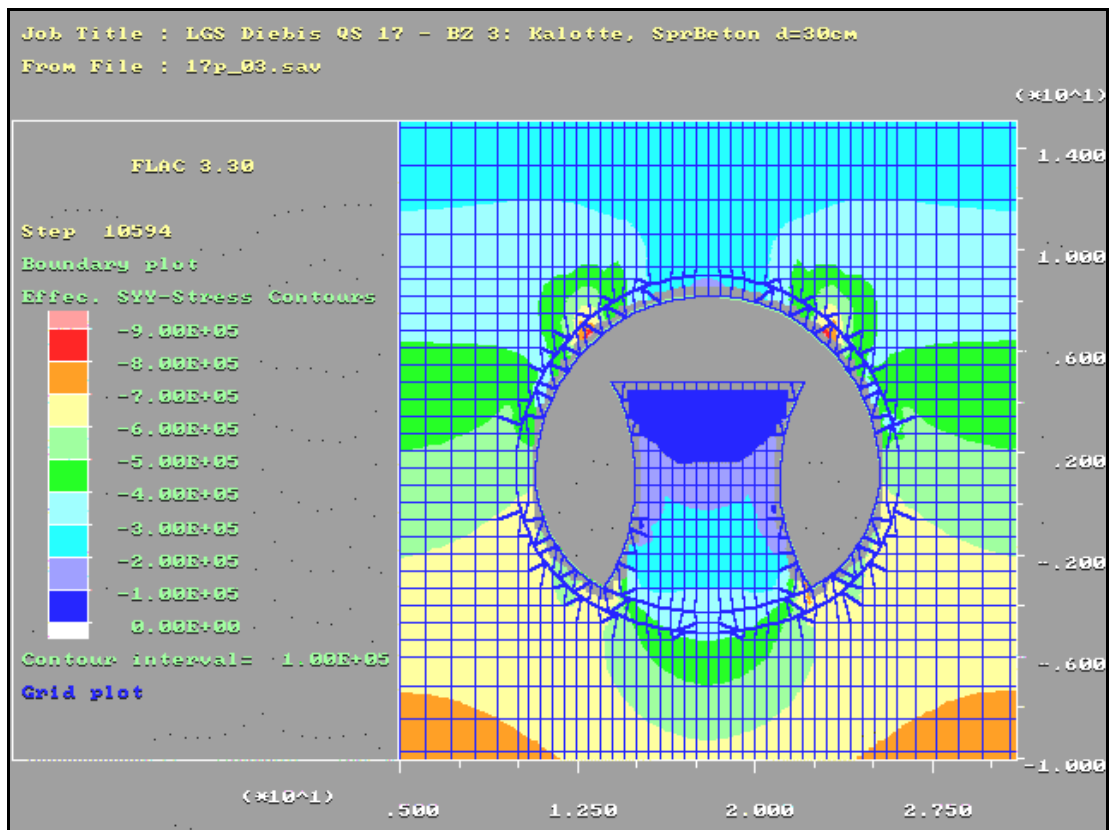 Job Title : LGS Diebis QS 17 - BZ 3: Kalotte, SprBeton d=30cm
From File : 17p_03.sav
(*10^1)
FLAC 3.30
Step 10594
Boundary plot
Effec. SYY-Stress Contours
-9.00E+05
-8.00E+05
-7.00E+05
-6.00E+05
-5.00E+05
-4.00E+05
-3.00E+05
-2.00E+05
-1.00E+05
0.00E+00
Contour interval= 1.00E+05
Grid plot
1.400
1.000
.600
.200
-.200
-.600
-1.000
(*10^1)
.500
1.250
2.000
2.750